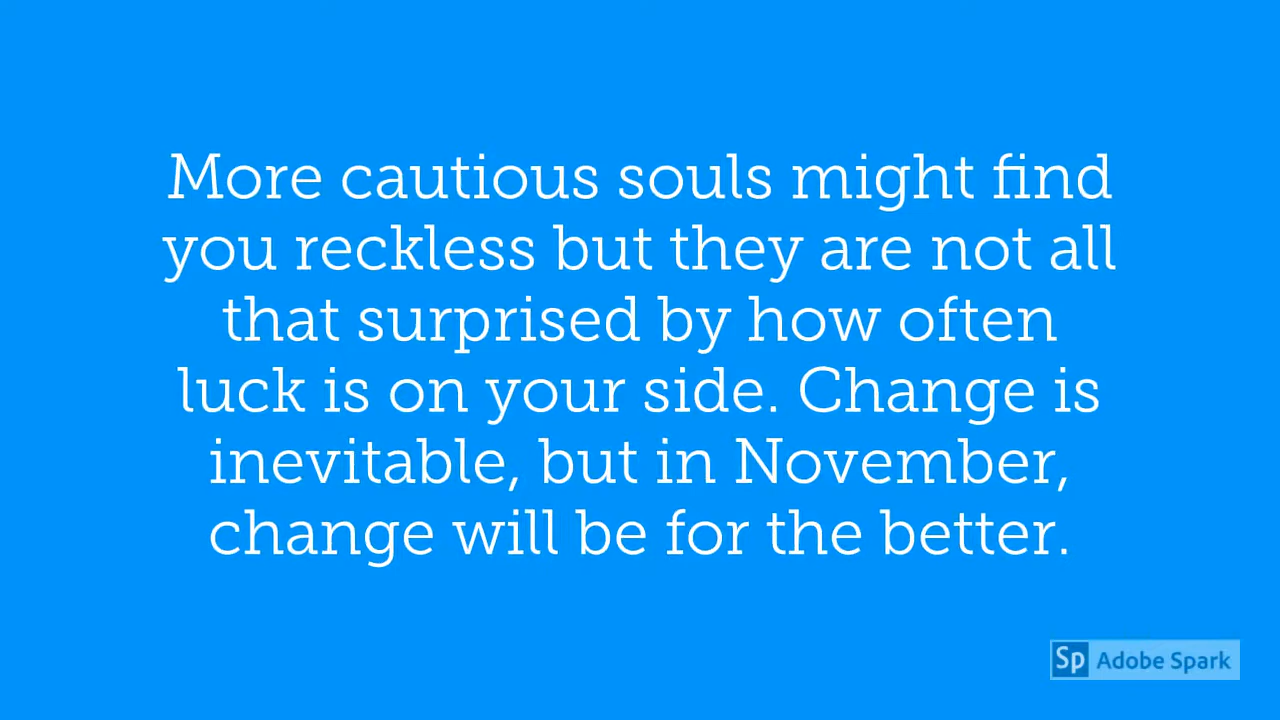 More cautious souls might find
you reckless but they are not all
that surprised by how often
luck is on your side. Change is
inevitable, but in November,
change will be for the better.
Sp Adobe Spark